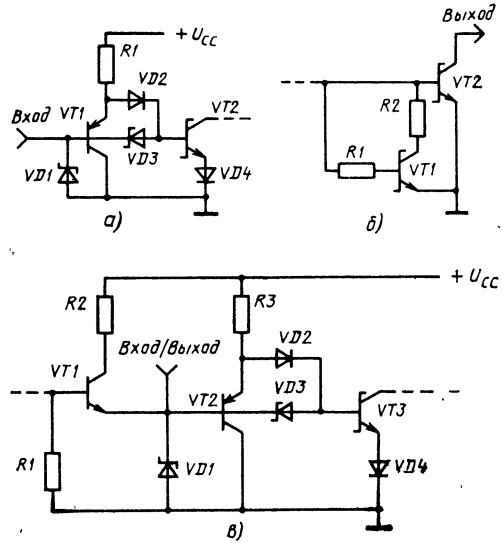 + Ucc
R1
VD2
VT1
VT2
Вход
VD3
VD1
VD4
а)
Выход
VT2
R2
R1
VT1
б)
+ Ucc
R2
R3
Вход/Выход
VD2
VT1
VT2
VD3
VT3
R1
VD1
VD4
в)